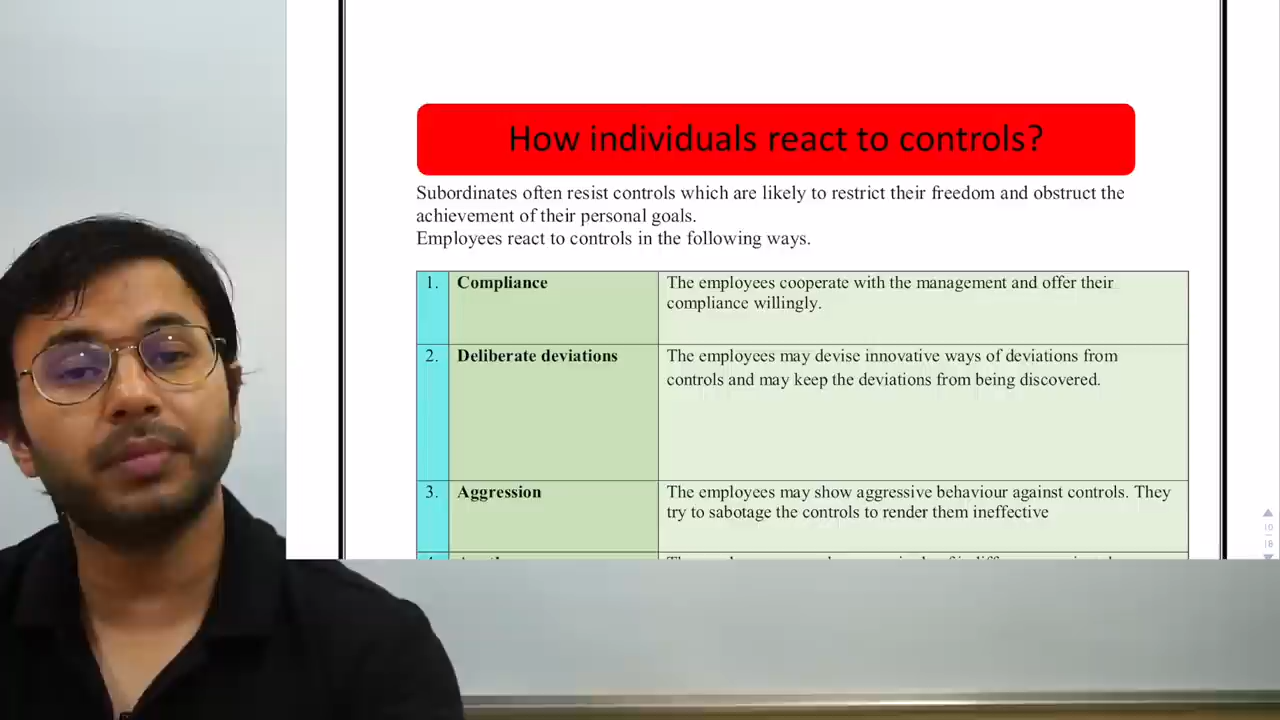 How individuals react to controls?
Subordinates often resist controls which are likely to restrict their freedom and obstruct the
achievement of their personal goals.
Employees react to controls in the following ways.
1. Compliance The employees cooperate with the management and offer their
compliance willingly.
2. Deliberate deviations The employees may devise innovative ways of deviations from
controls and may keep the deviations from being discovered.
3. Aggression The employees may show aggressive behaviour against controls. They
try to sabotage the controls to render them ineffective
10
18